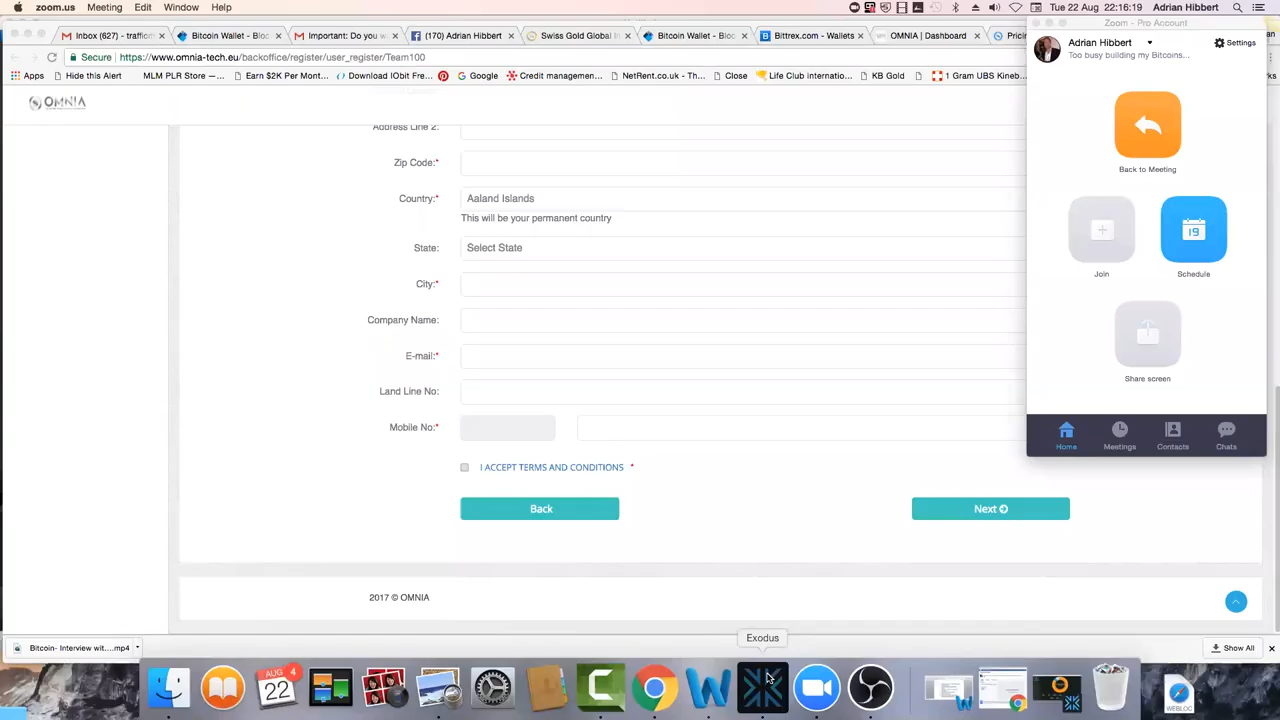 zoom.us Meeting Edit Window Help Tue 22 Aug 22:16:19 Adrian Hibbert
Inbox (627) - traffico
Bitcoin Wallet - Bloc
Important: Do you w
(170) Adrian Hibbert
Swiss Gold Global
Bitcoin Wallet - Bloc
Bittrex.com - Wallets
OMNIA | Dashboard
Pricin
Secure https://www.omnia-tech.eu/backoffice/register/user_register/Team100
Apps Hide this Alert MLM PLR Store — ... Earn $2K Per Mont... Download IObit Fre... Google Credit managemen... NetRent.co.uk - Th... Close Life Club internatio... KB Gold 1 Gram UBS Kineb...
OMNIA
Address Line 2:
Zip Code:*
Country:* Aaland Islands
This will be your permanent country
State: Select State
City:*
Company Name:
E-mail:*
Land Line No:
Mobile No:*
I ACCEPT TERMS AND CONDITIONS *
Back Next
2017 © OMNIA
Zoom - Pro Account
Adrian Hibbert Settings
Too busy building my Bitcoins...
Back to Meeting
19
Join Schedule
Share screen
Home Meetings Contacts Chats
Exodus
Bitcoin- Interview wit....mp4 Show All
AUG 4
22
WEBLOC